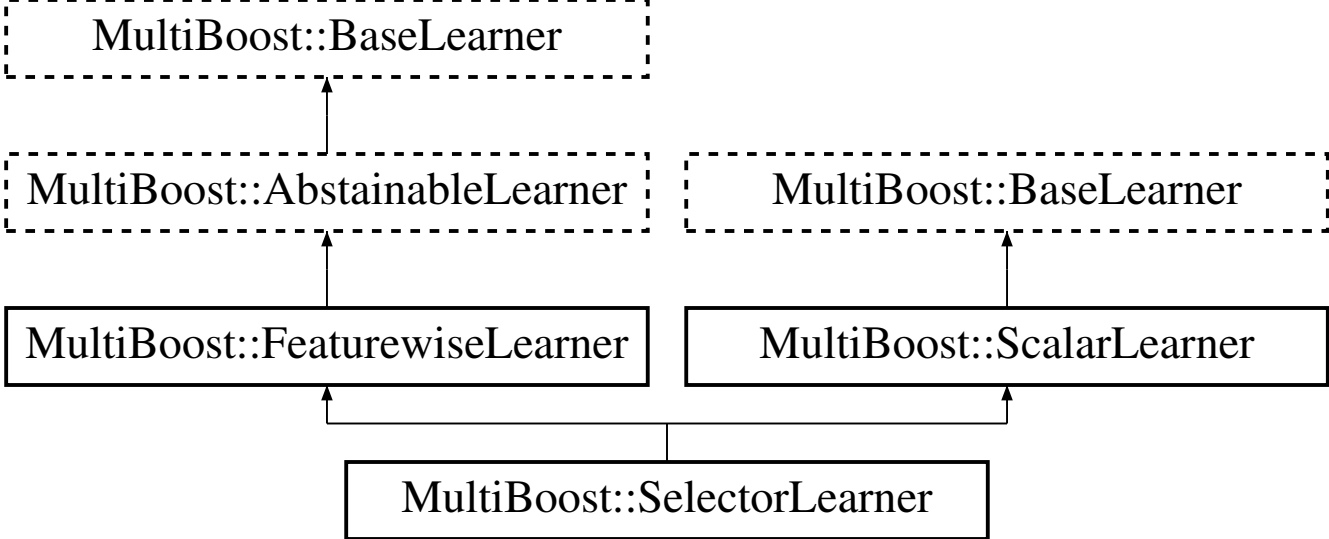 MultiBoost::BaseLearner
MultiBoost::AbstainableLearner
MultiBoost::BaseLearner
MultiBoost::FeaturewiseLearner
MultiBoost::ScalarLearner
MultiBoost::SelectorLearner